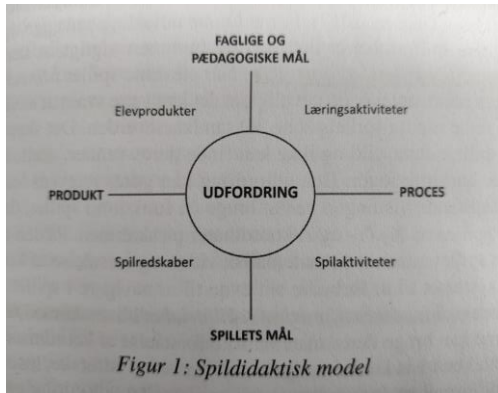 FAGLIGE OG
PÆDAGOGISKE MÅL
Elevprodukter
Læringsaktiviteter
PRODUKT
UDFORDRING
PROCES
Spilredskaber
Spilaktiviteter
SPILLETS MÅL
Figur 1: Spildidaktisk model